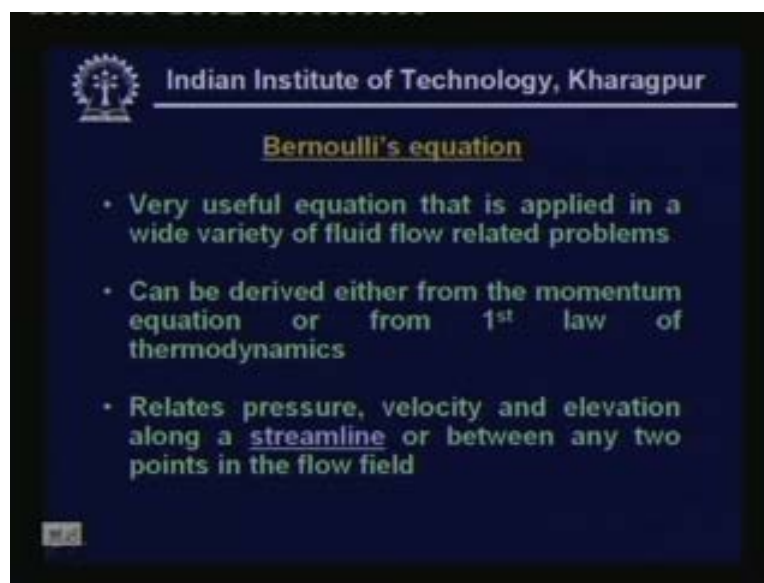 Indian Institute of Technology, Kharagpur
Bernoulli's equation
• Very useful equation that is applied in a
wide variety of fluid flow related problems
• Can be derived either from the momentum
equation or from 1st law of
thermodynamics
• Relates pressure, velocity and elevation
along a streamline or between any two
points in the flow field